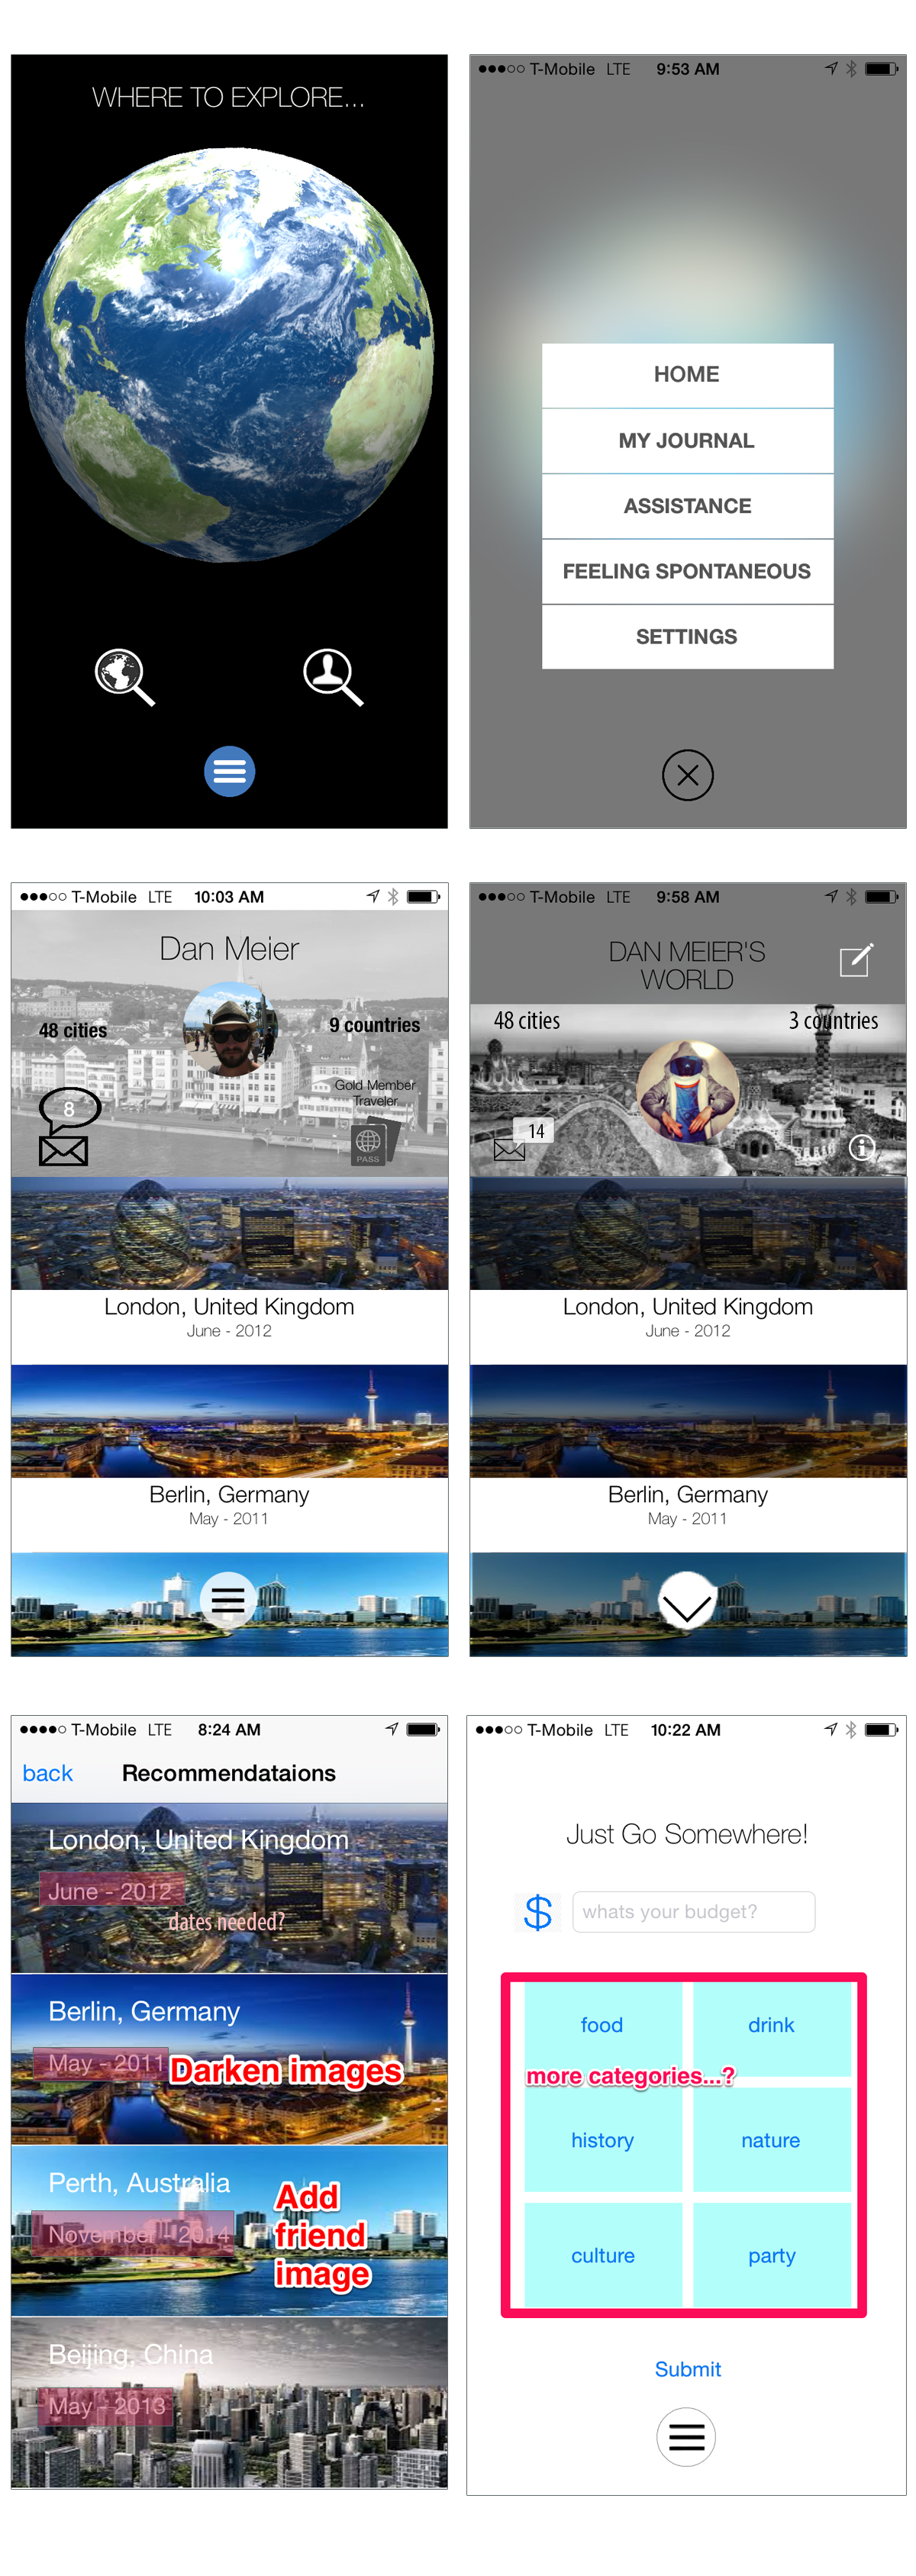 WHERE TO EXPLORE...
T-Mobile LTE 9:53 AM
HOME
MY JOURNAL
ASSISTANCE
FEELING SPONTANEOUS
SETTINGS
T-Mobile LTE 10:03 AM
Dan Meier
48 cities
9 countries
Gold Member
Traveler
8
PASS
London, United Kingdom
June - 2012
Berlin, Germany
May - 2011
T-Mobile LTE 9:58 AM
DAN MEIER'S
WORLD
48 cities
3 countries
14
London, United Kingdom
June - 2012
Berlin, Germany
May - 2011
T-Mobile LTE 8:24 AM
back Recommendataions
London, United Kingdom
June - 2012
dates needed?
Berlin, Germany
May - 2011
Darken images
Perth, Australia
November - 2014
Add
friend
image
Beijing, China
May - 2013
T-Mobile LTE 10:22 AM
Just Go Somewhere!
$ whats your budget?
food drink
more categories...?
history nature
culture party
Submit